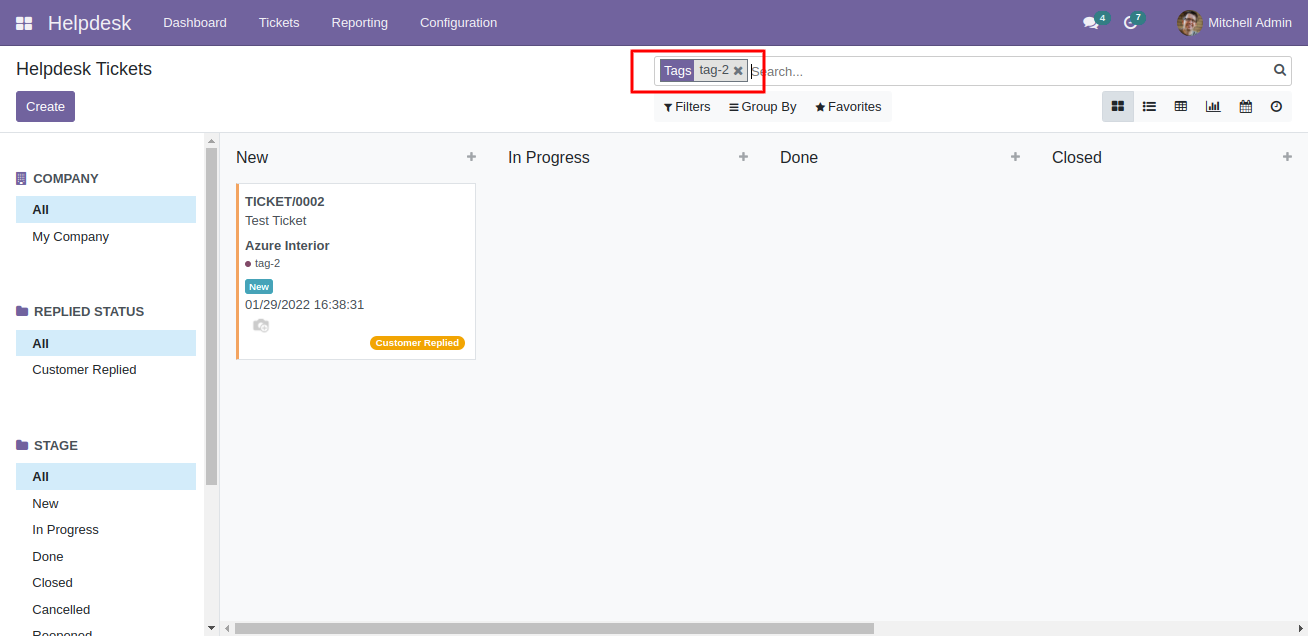 Helpdesk Dashboard Tickets Reporting Configuration 4 7 Mitchell Admin
Helpdesk Tickets
Tags tag-2 Search...
Create
Filters Group By Favorites
COMPANY
All
My Company
REPLIED STATUS
All
Customer Replied
STAGE
All
New
In Progress
Done
Closed
Cancelled
Reopened
New In Progress Done Closed
TICKET/0002
Test Ticket
Azure Interior
tag-2
New
01/29/2022 16:38:31
Customer Replied